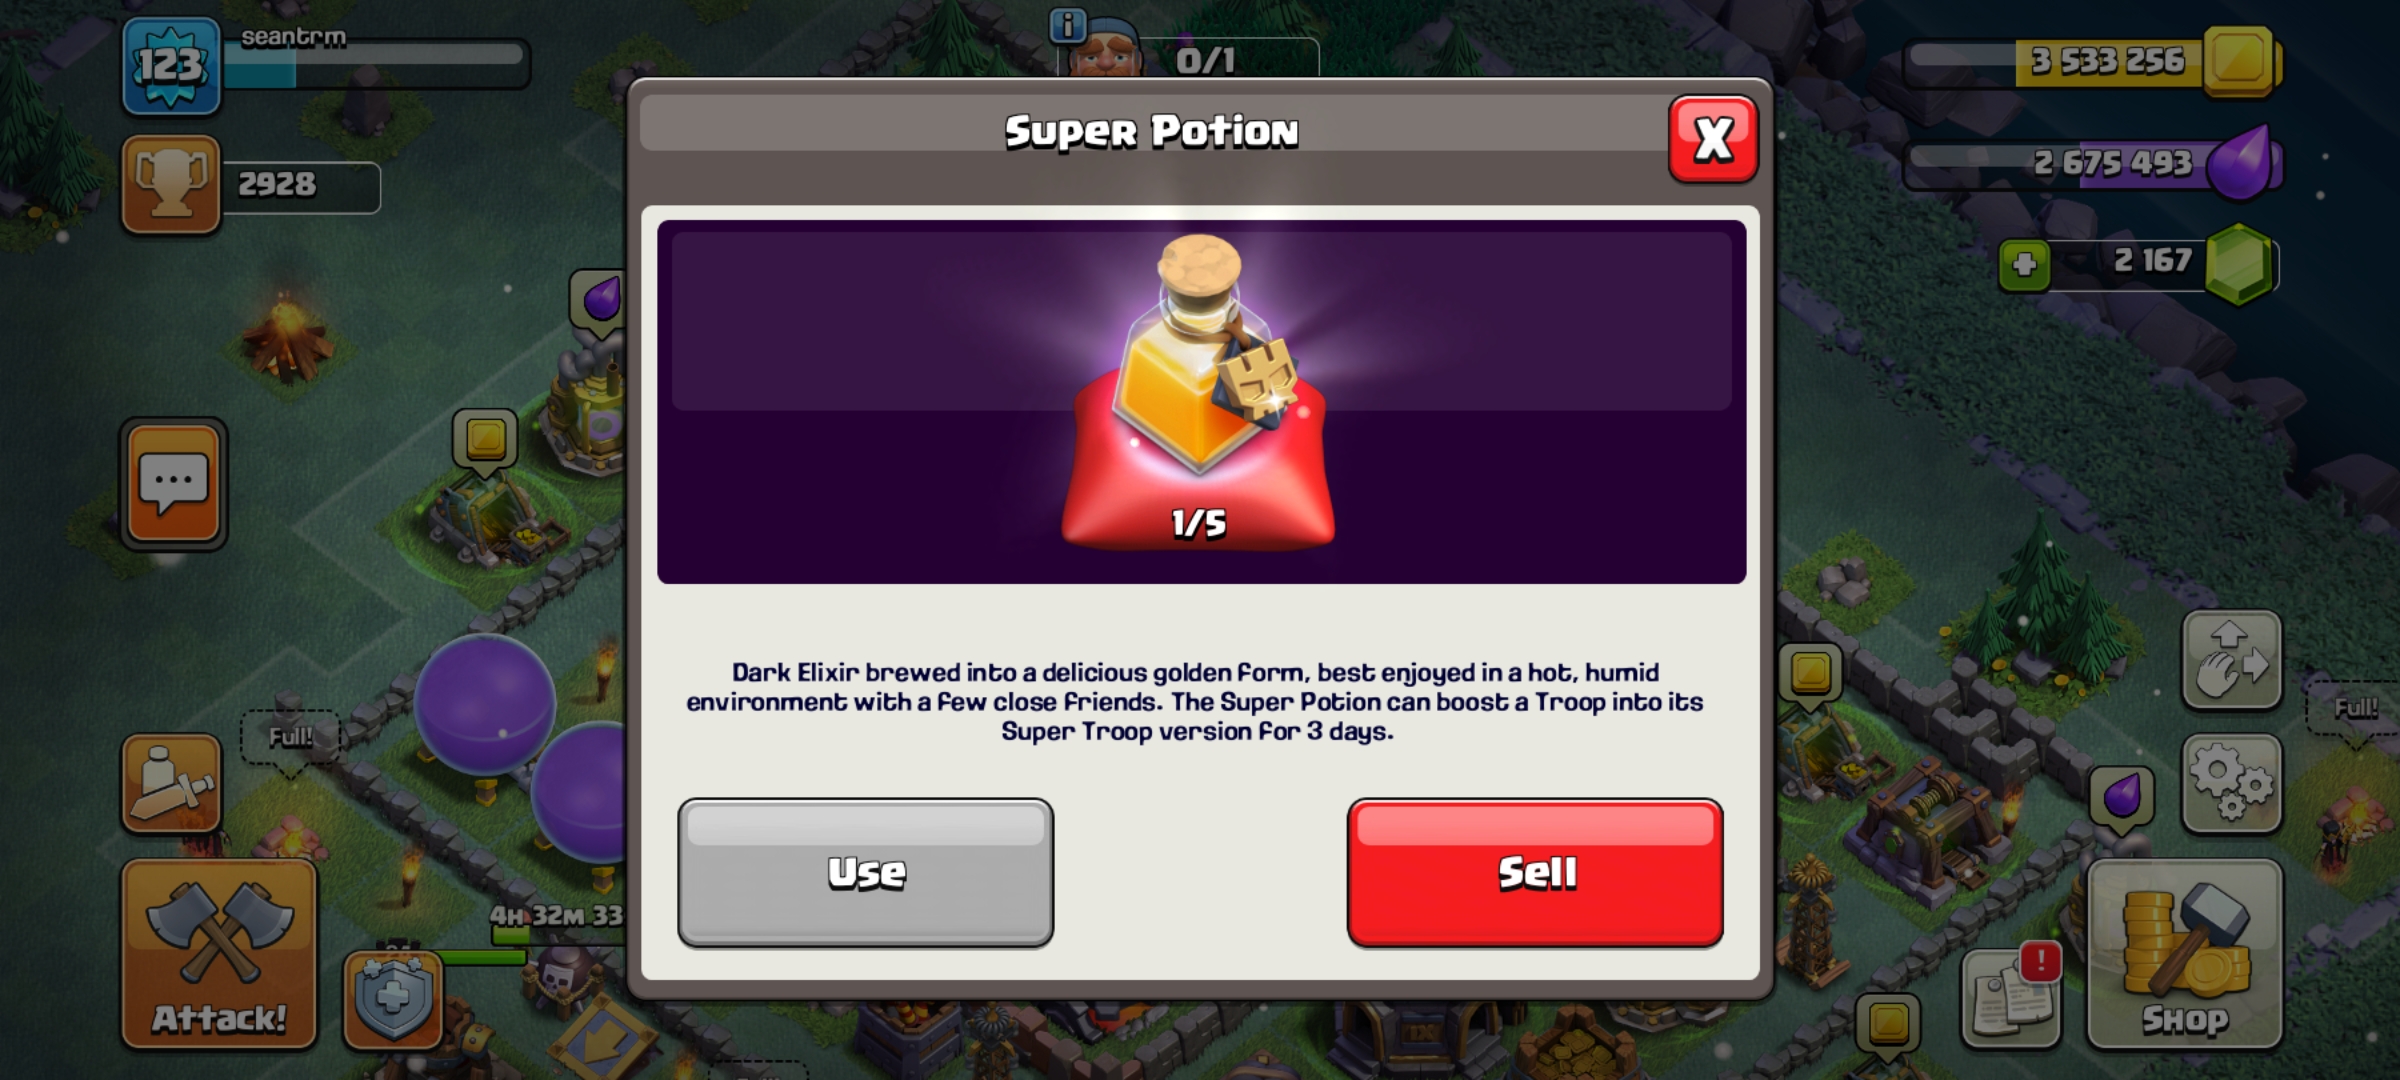 123
seantrm
0/1
3 533 256
2928
2 675 493
2 167
Super Potion
X
1/5
Dark Elixir brewed into a delicious golden form, best enjoyed in a hot, humid
environment with a few close friends. The Super Potion can boost a Troop into its
Super Troop version for 3 days.
Full!
Full!
Use
Sell
4H 32M 33
Attack!
Shop
!
i
IX